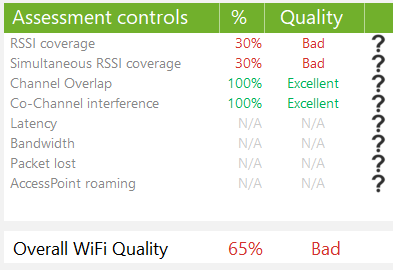 Assessment controls % Quality
RSSI coverage 30% Bad ?
Simultaneous RSSI coverage 30% Bad ?
Channel Overlap 100% Excellent ?
Co-Channel interference 100% Excellent ?
Latency N/A N/A ?
Bandwidth N/A N/A ?
Packet lost N/A N/A ?
AccessPoint roaming N/A N/A ?
Overall WiFi Quality 65% Bad